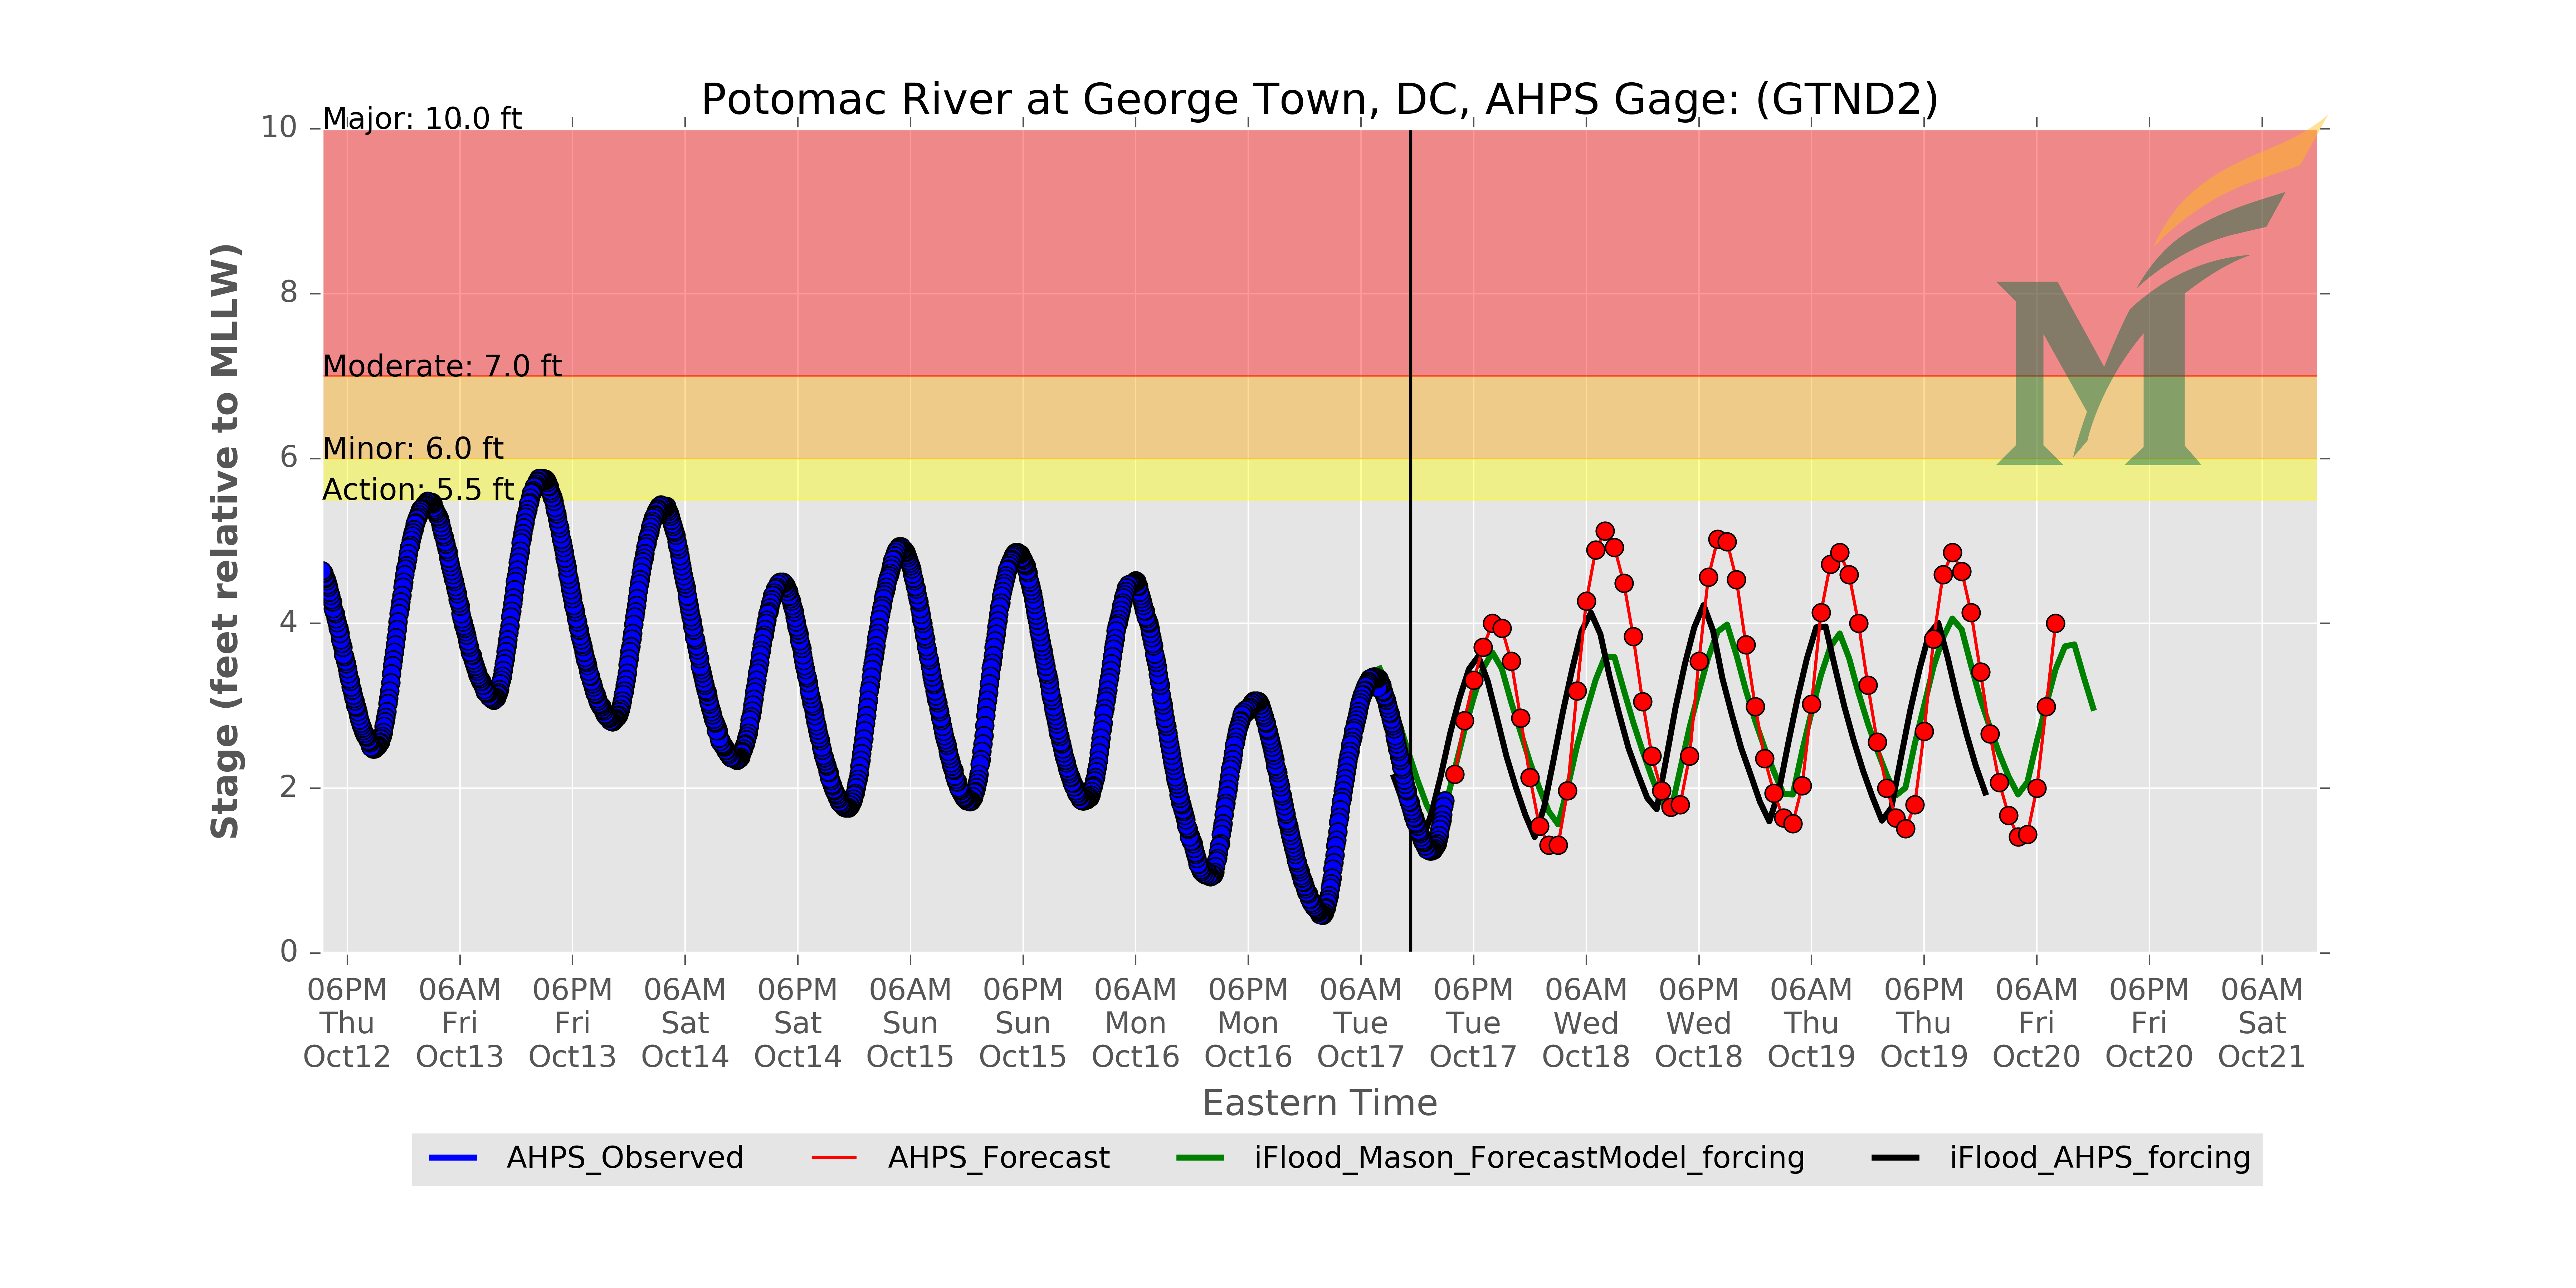 Potomac River at George Town, DC, AHPS Gage: (GTND2)
Major: 10.0 ft
Moderate: 7.0 ft
Minor: 6.0 ft
Action: 5.5 ft
Stage (feet relative to MLLW)
10
8
6
4
2
0
06PM 06AM 06PM 06AM 06PM 06AM 06PM 06AM 06PM 06AM 06PM 06AM 06PM 06AM 06PM 06AM 06PM 06AM
Thu Fri Fri Sat Sat Sun Sun Mon Mon Tue Tue Wed Wed Thu Thu Fri Fri Sat
Oct12 Oct13 Oct13 Oct14 Oct14 Oct15 Oct15 Oct16 Oct16 Oct17 Oct17 Oct18 Oct18 Oct19 Oct19 Oct20 Oct20 Oct21
Eastern Time
AHPS_Observed AHPS_Forecast iFlood_Mason_ForecastModel_forcing iFlood_AHPS_forcing
M